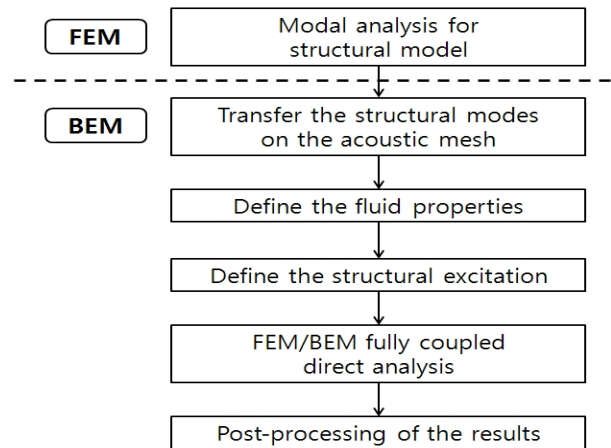 FEM
Modal analysis for
structural model
BEM
Transfer the structural modes
on the acoustic mesh
Define the fluid properties
Define the structural excitation
FEM/BEM fully coupled
direct analysis
Post-processing of the results